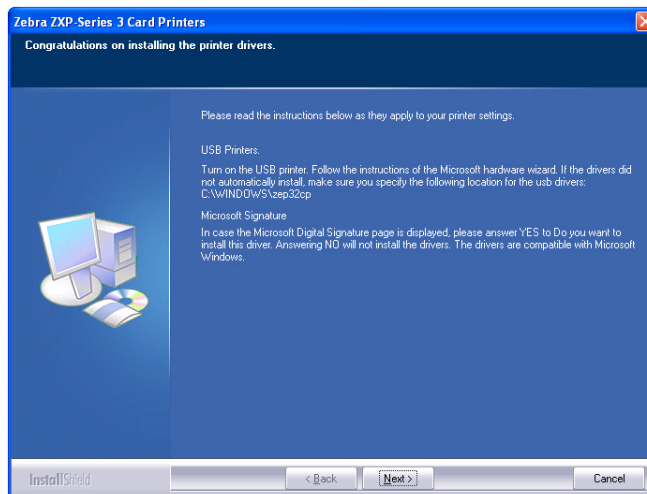 Zebra ZXP-Series 3 Card Printers
Congratulations on installing the printer drivers.
Please read the instructions below as they apply to your printer settings.
USB Printers.
Turn on the USB printer. Follow the instructions of the Microsoft hardware wizard. If the drivers did
not automatically install, make sure you specify the following location for the usb drivers:
C:\WINDOWS\zep32cp
Microsoft Signature
In case the Microsoft Digital Signature page is displayed, please answer YES to Do you want to
install this driver. Answering NO will not install the drivers. The drivers are compatible with Microsoft
Windows.
InstallShield
< Back
Next >
Cancel